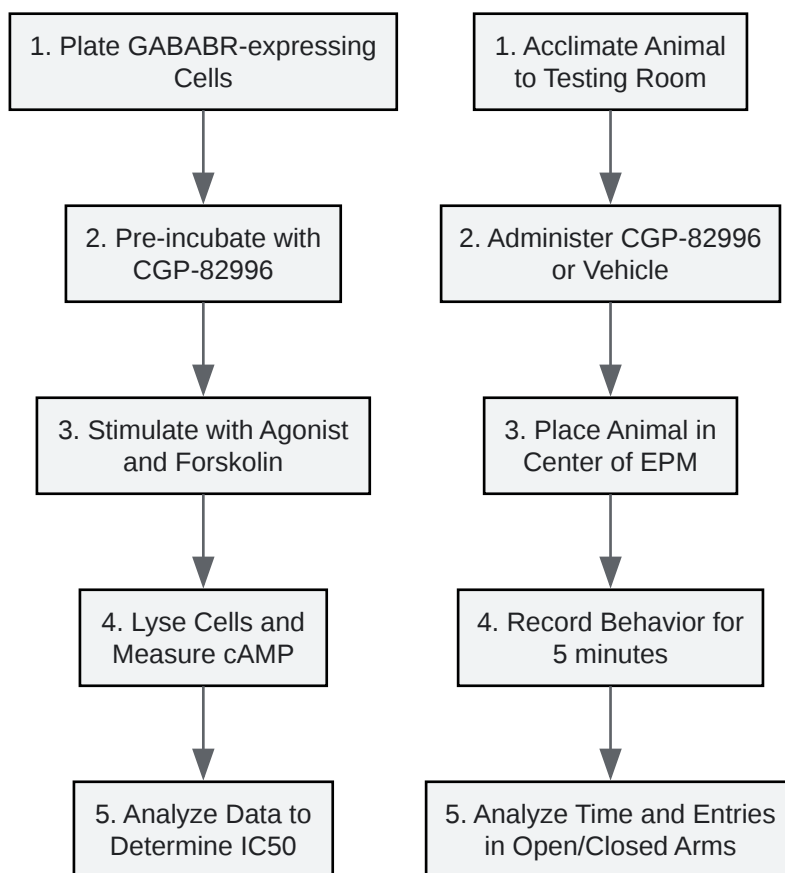 1. Plate GABABR-expressing
Cells
2. Pre-incubate with
CGP-82996
3. Stimulate with Agonist
and Forskolin
4. Lyse Cells and
Measure cAMP
5. Analyze Data to
Determine IC50
1. Acclimate Animal
to Testing Room
2. Administer CGP-82996
or Vehicle
3. Place Animal in
Center of EPM
4. Record Behavior for
5 minutes
5. Analyze Time and Entries
in Open/Closed Arms